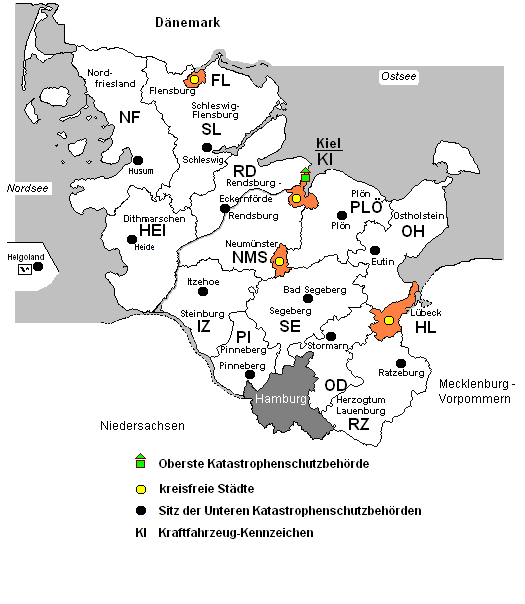 Dänemark
Nord-
friesland
NF
Husum
Flensburg
FL
Schleswig-
Flensburg
SL
Schleswig
Ostsee
Kiel
KI
Nordsee
RD
Rendsburg -
Eckernförde
Rendsburg
Plön
PLÖ
Plön
Ostholstein
OH
Eutin
Dithmarschen
HEI
Heide
Helgoland
Neumünster
NMS
Itzehoe
Steinburg
IZ
Bad Segeberg
Segeberg
SE
Lübeck
HL
PI
Pinneberg
Pinneberg
Stormarn
OD
Ratzeburg
Herzogtum
Lauenburg
RZ
Hamburg
Mecklenburg -
Vorpommern
Niedersachsen
Oberste Katastrophenschutzbehörde
kreisfreie Städte
Sitz der Unteren Katastrophenschutzbehörden
KI Kraftfahrzeug-Kennzeichen